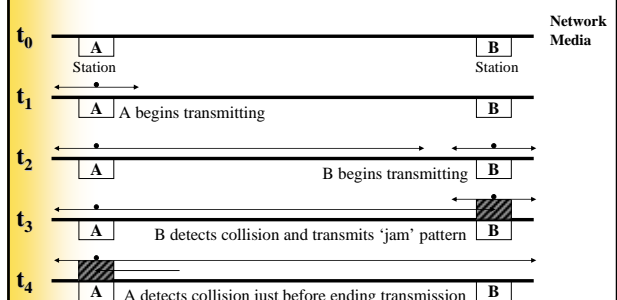 Network
Media
t0
A
B
Station
Station
t1
A
A begins transmitting
B
t2
A
B begins transmitting
B
t3
A
B detects collision and transmits ‘jam’ pattern
B
t4
A
A detects collision just before ending transmission
B